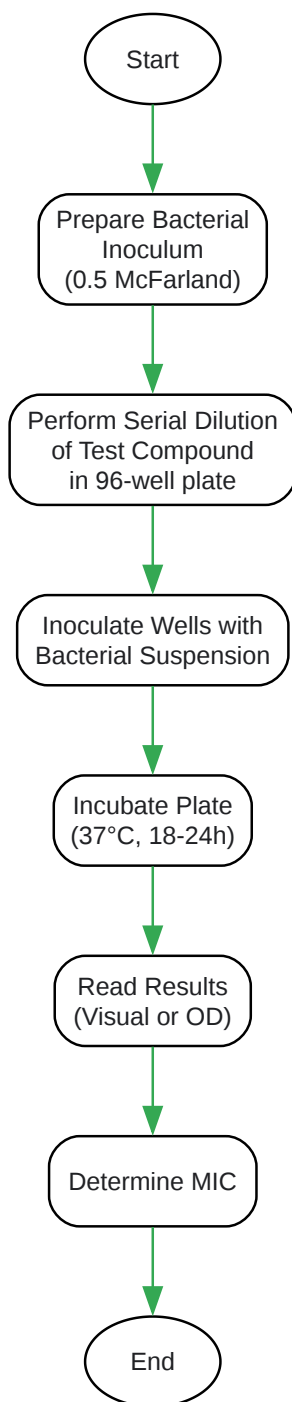 Start
Prepare Bacterial
Inoculum
(0.5 McFarland)
Perform Serial Dilution
of Test Compound
in 96-well plate
Inoculate Wells with
Bacterial Suspension
Incubate Plate
(37°C, 18-24h)
Read Results
(Visual or OD)
Determine MIC
End